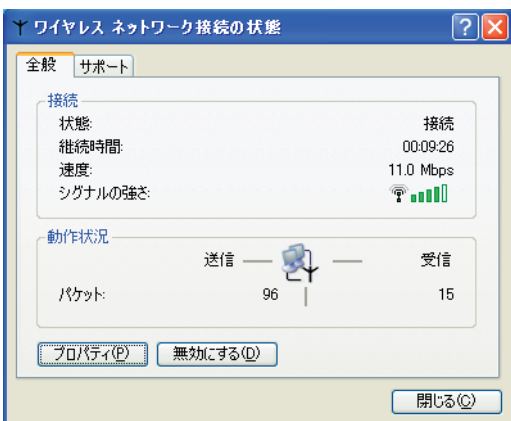 ワイヤレス ネットワーク接続の状態
全般 サポート
接続
状態: 接続
継続時間: 00:09:26
速度: 11.0 Mbps
シグナルの強さ:
動作状況
送信 受信
パケット: 96 15
プロパティ(P) 無効にする(D)
閉じる(C)